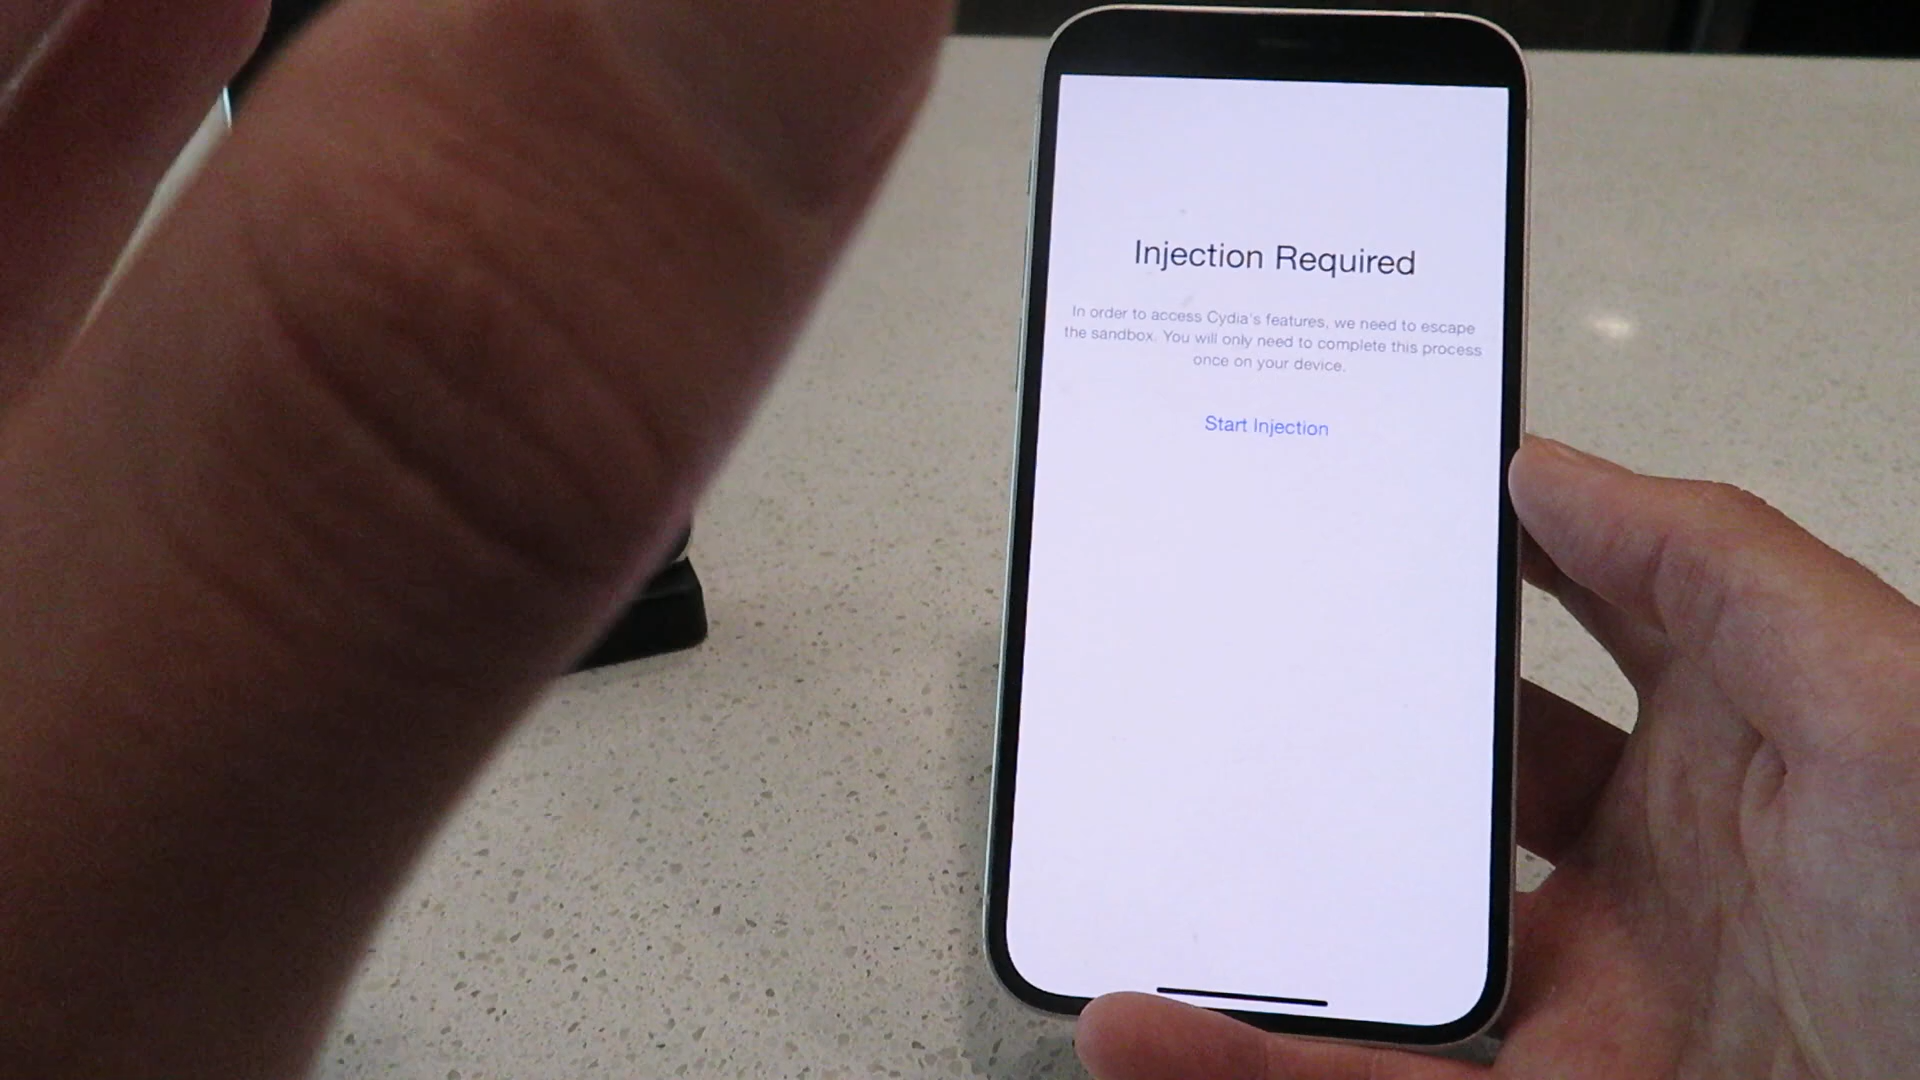 Injection Required
In order to access Cydia's features, we need to escape
the sandbox. You will only need to complete this process
once on your device.
Start Injection